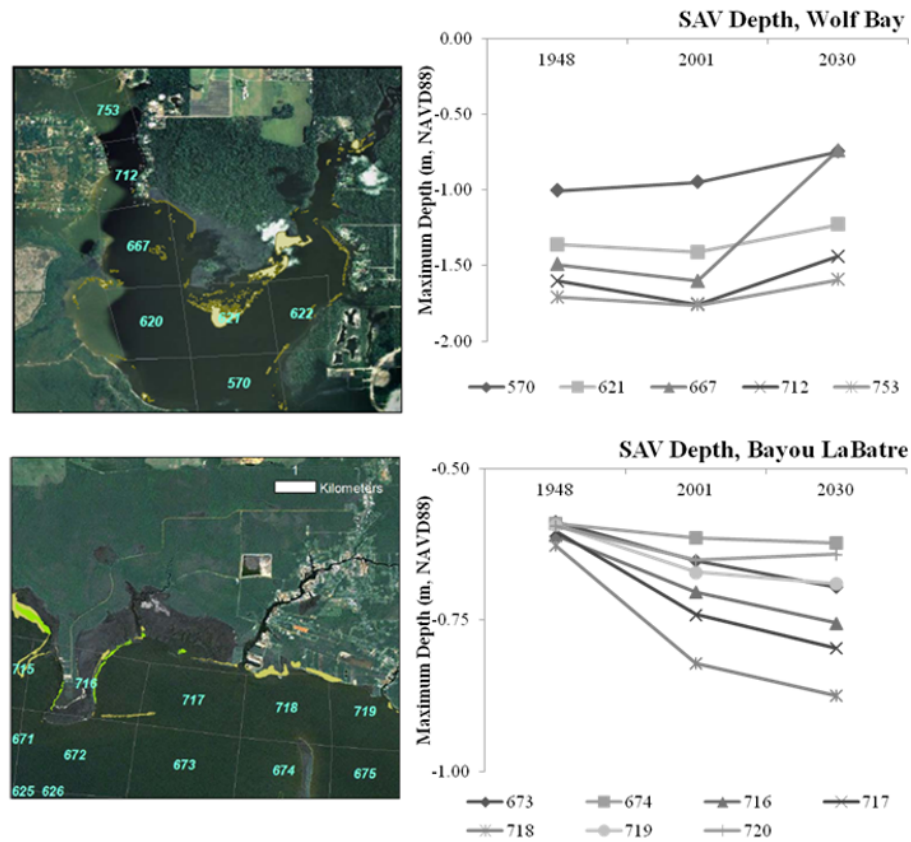 SAV Depth, Wolf Bay
0.00
1948 2001 2030
-0.50
-1.00
-1.50
-2.00
Maximum Depth (m, NAVD88)
570 621 667 712 753
753
712
667
620 621 622
570
SAV Depth, Bayou LaBatre
-0.50
1948 2001 2030
-0.75
-1.00
Maximum Depth (m, NAVD88)
673 674 716 717
718 719 720
1
Kilometers
715 716 717 718 719
671 672 673 674 675
625 626